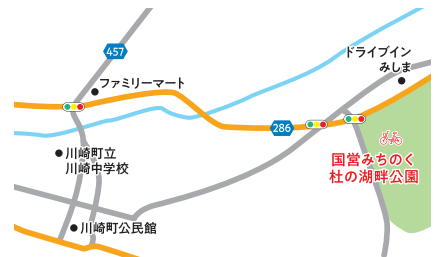 457
ドライブイン
みしま
ファミリーマート
286
川崎町立
川崎中学校
国営みちのく
杜の湖畔公園
川崎町公民館